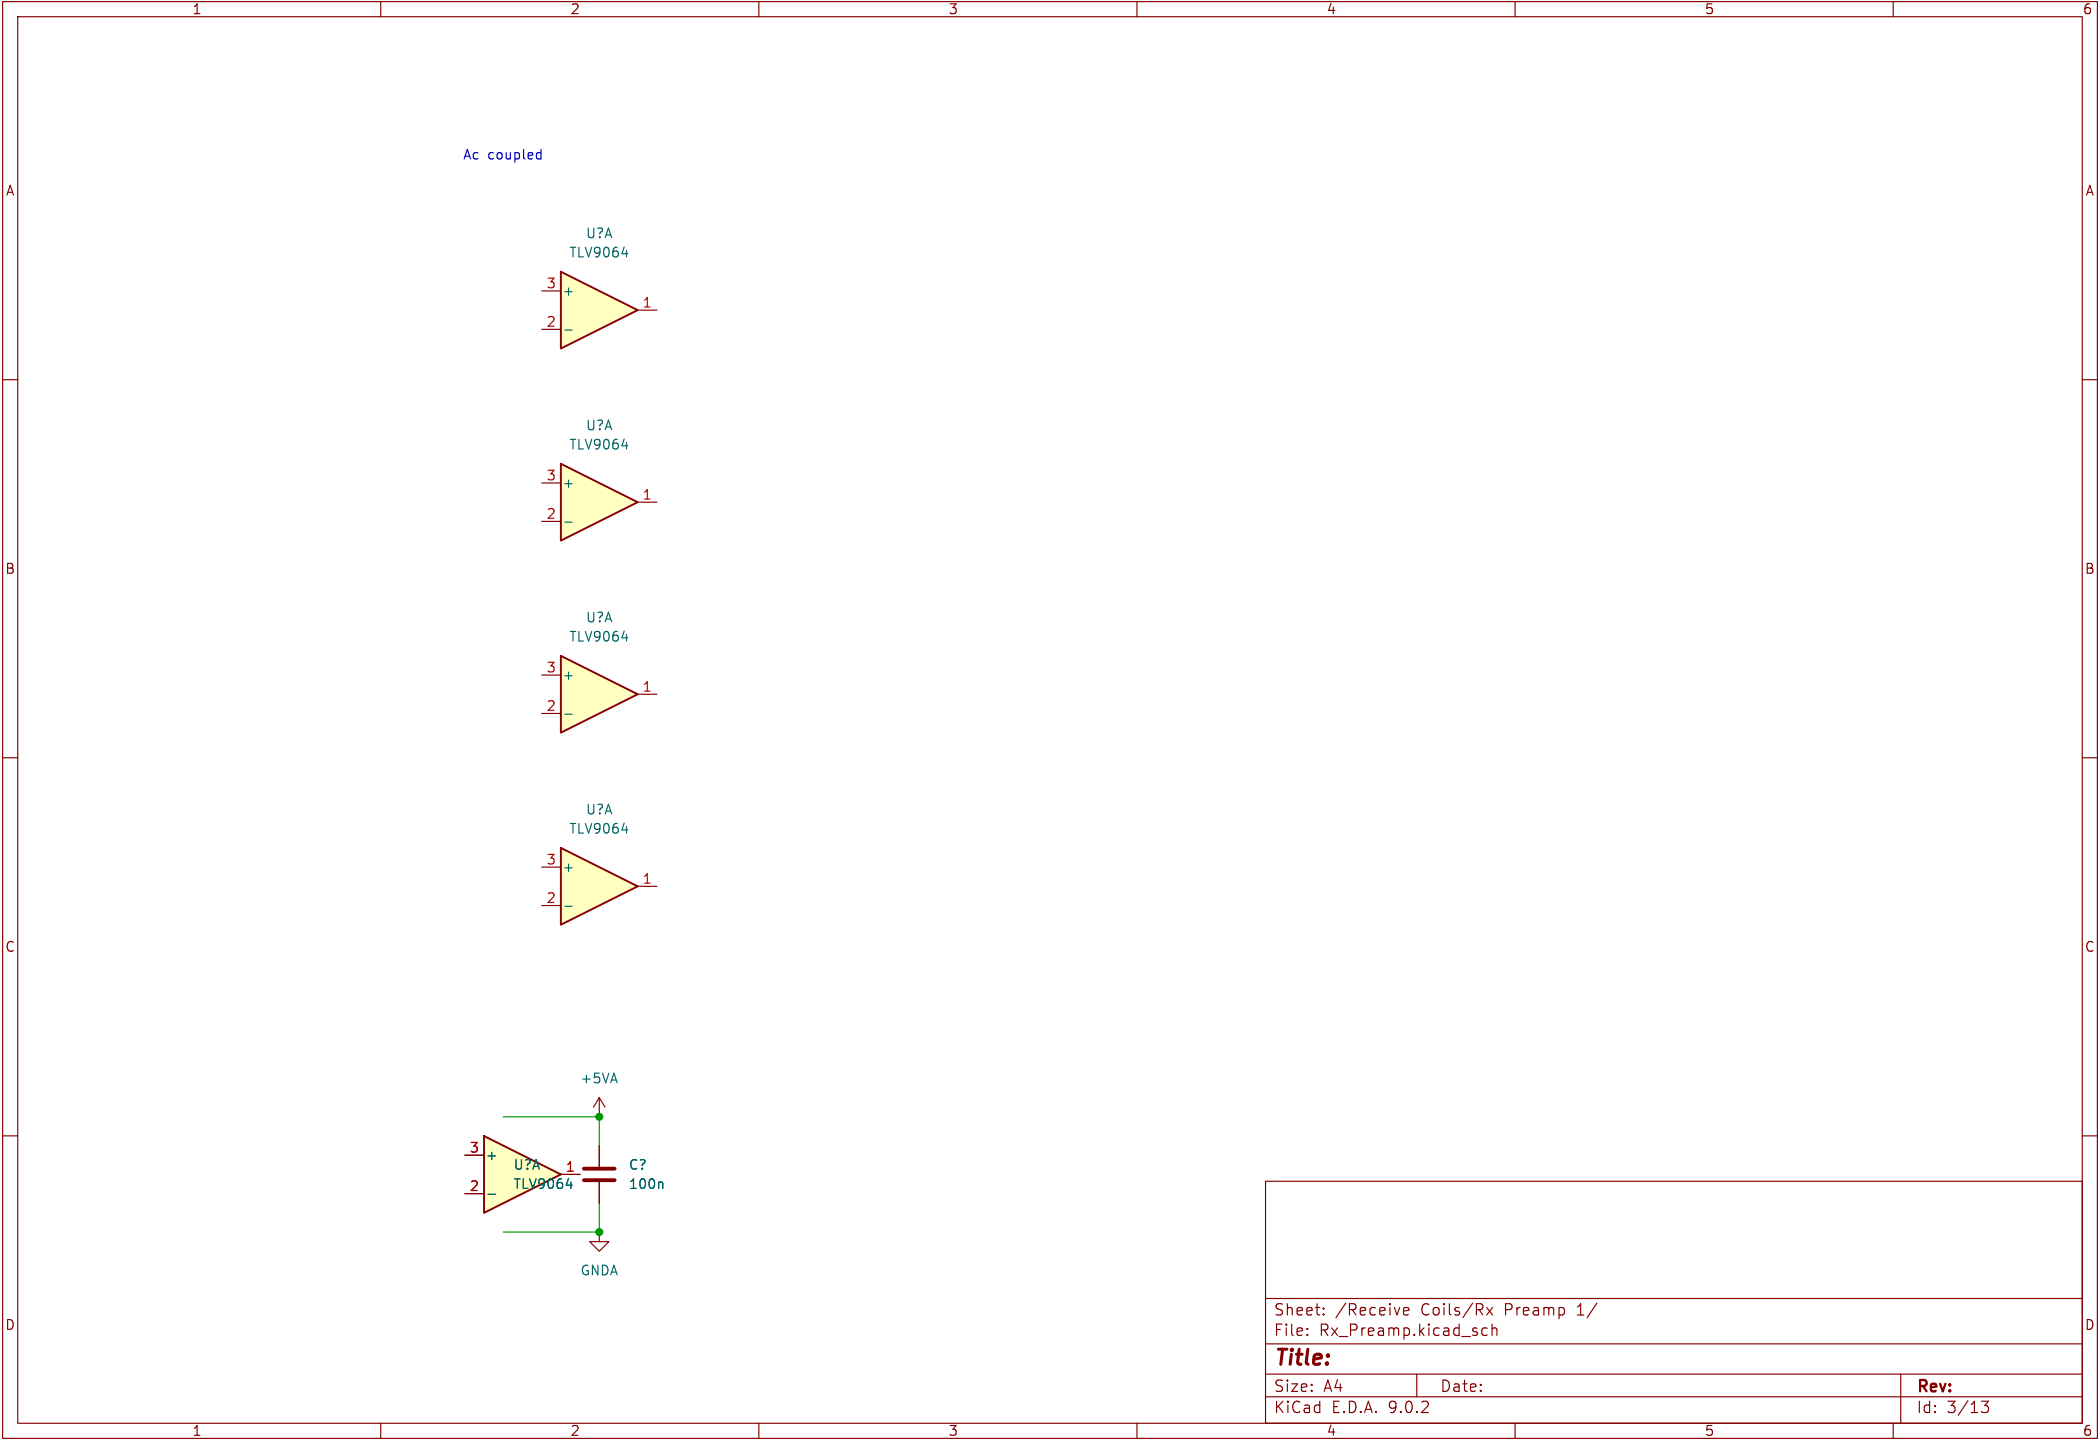 1 2 3 4 5 6
Ac coupled
A A
U?A
TLV9064
3 +
1
2 −
U?A
TLV9064
3 +
1
2 −
B B
U?A
TLV9064
3 +
1
2 −
U?A
TLV9064
3 +
1
2 −
C C
+5VA
3 +
U?A 1 C?
TLV9064 100n
2 −
GNDA
Sheet: /Receive Coils/Rx Preamp 1/
D D
File: Rx_Preamp.kicad_sch
Title:
Size: A4 Date: Rev:
KiCad E.D.A. 9.0.2 Id: 3/13
1 2 3 4 5 6